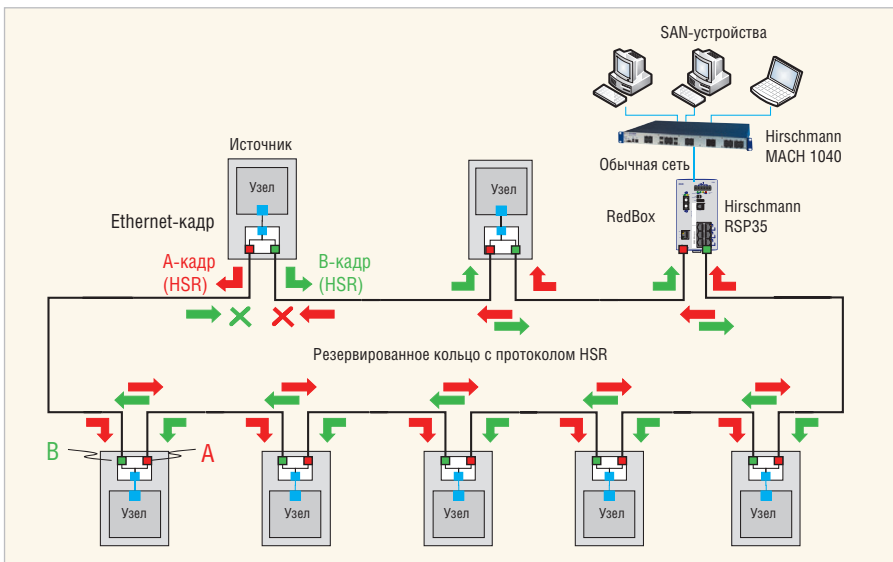 SAN-устройства
Hirschmann
MACH 1040
Обычная сеть
RedBox
Hirschmann
RSP35
Источник
Узел
Узел
Ethernet-кадр
А-кадр
(HSR)
В-кадр
(HSR)
Резервированное кольцо с протоколом HSR
B
A
Узел
Узел
Узел
Узел
Узел